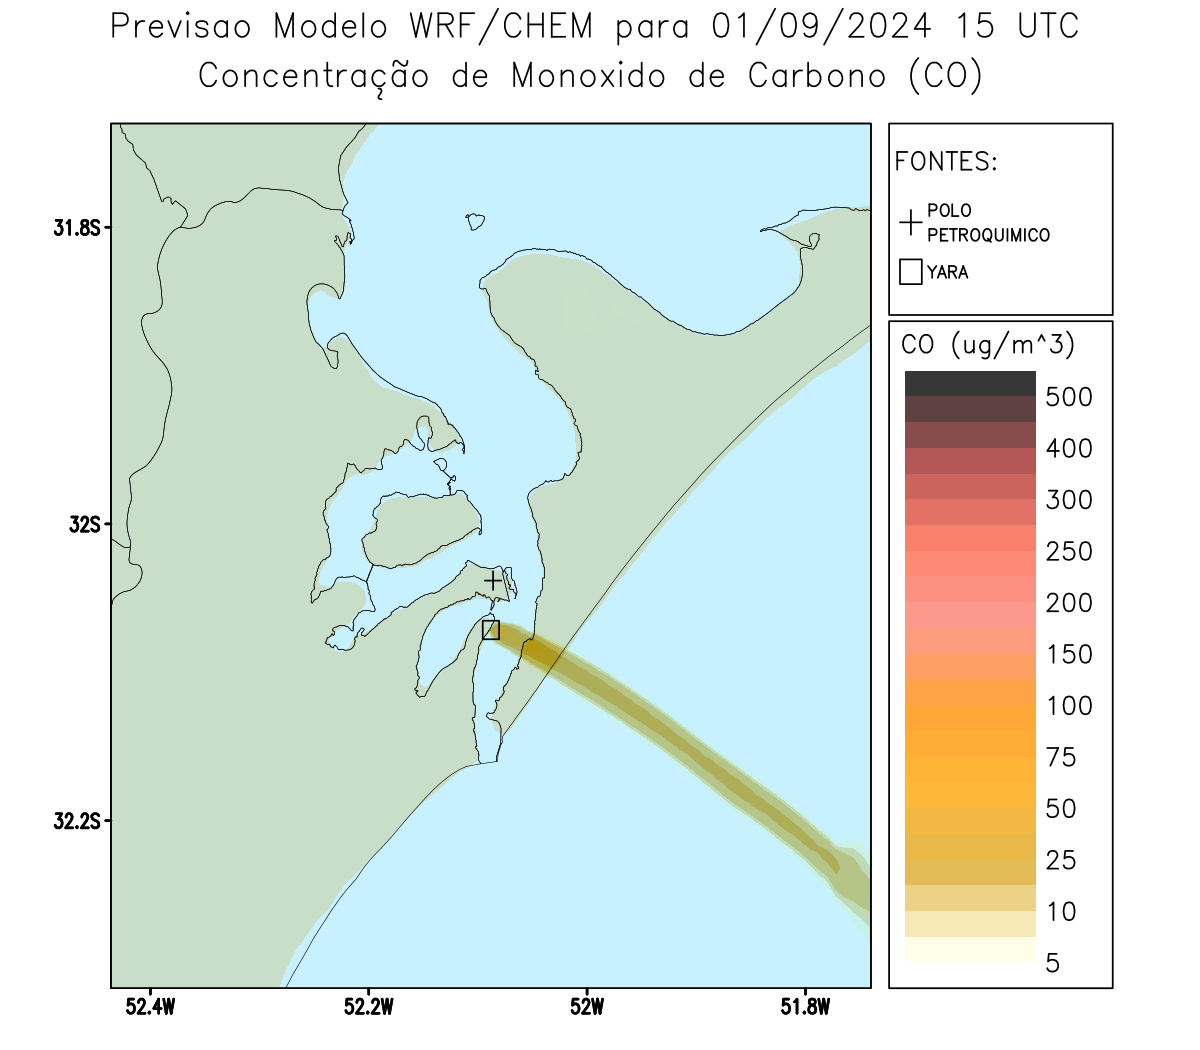 Previsao Modelo WRF/CHEM para 01/09/2024 15 UTC
Concentração de Monoxido de Carbono (CO)
FONTES:
POLO
PETROQUIMICO
YARA
CO (ug/m^3)
500
400
300
250
200
150
100
75
50
25
10
5
31.8S
32S
32.2S
52.4W
52.2W
52W
51.8W